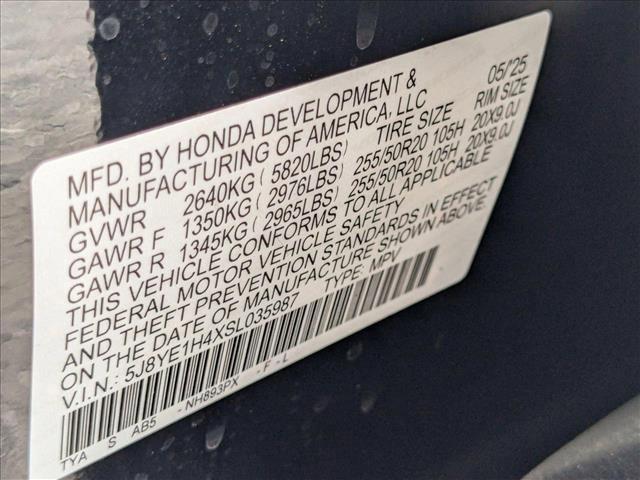 MFD. BY HONDA DEVELOPMENT & 05/'25
MANUFACTURING OF AMERICA, LLC
TIRE SIZE RIM SIZE
GVWR 2640KG ( 5820LBS)
GAWR F 1350KG ( 2976LBS) 255/50R20 105H 20X9.0J
GAWR R 1345KG ( 2965LBS) 255/50R20 105H 20X9.0J
THIS VEHICLE CONFORMS TO ALL APPLICABLE
FEDERAL MOTOR VEHICLE SAFETY
AND THEFT PREVENTION STANDARDS IN EFFECT
ON THE DATE OF MANUFACTURE SHOWN ABOVE.
V.I.N.: 5J8YE1H4XSL035987 TYPE: MPV
TYA S AB5 -NH893PX -F -L